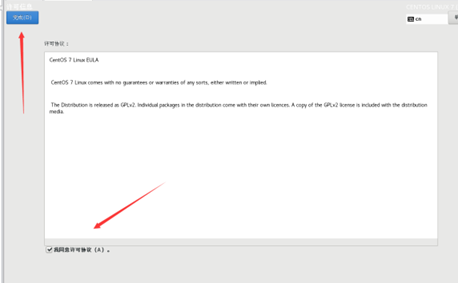 许可信息
CENTOS LINUX 7
完成(D)
cn
许可协议：
CentOS 7 Linux EULA
CentOS 7 Linux comes with no guarantees or warranties of any sorts, either written or implied.
The Distribution is released as GPLv2. Individual packages in the distribution come with their own licences. A copy of the GPLv2 license is included with the distribution
media.
我同意许可协议（A）。